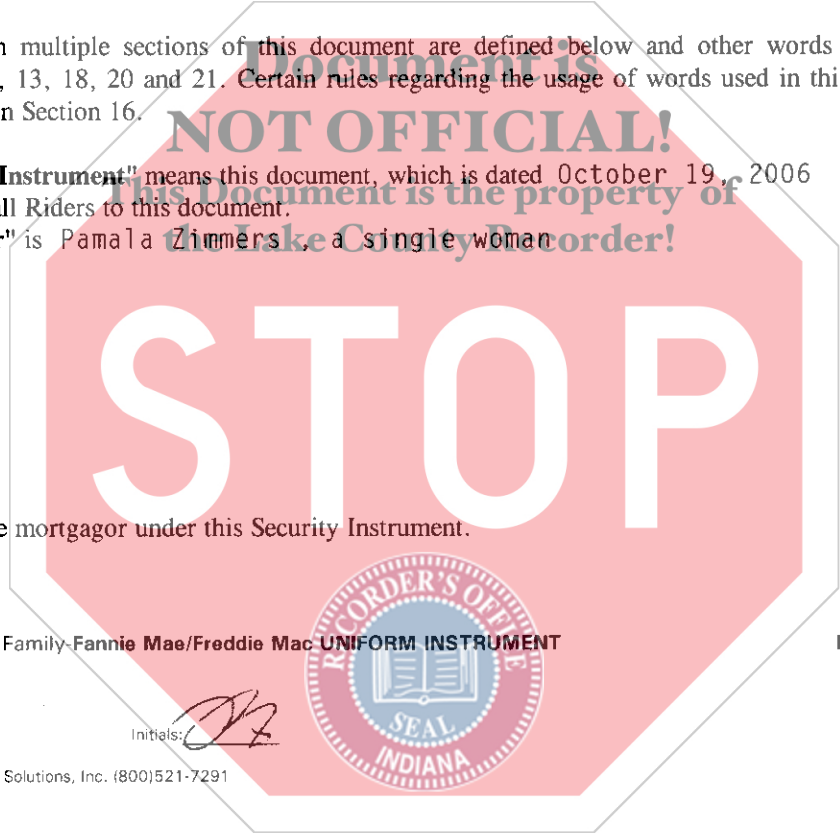 n multiple sections of this document are defined below and other words
, 13, 18, 20 and 21. Certain rules regarding the usage of words used in thi
n Section 16.
Document is
NOT OFFICIAL!
This Document is the property of
the Lake County Recorder!
Instrument" means this document, which is dated October 19, 2006
ll Riders to this document.
r" is Pamala Zimmers , a single woman
STOP
e mortgagor under this Security Instrument.
Family-Fannie Mae/Freddie Mac UNIFORM INSTRUMENT
RECORDER'S OFFICE
SEAL
INDIANA
Initials:
Solutions, Inc. (800)521-7291